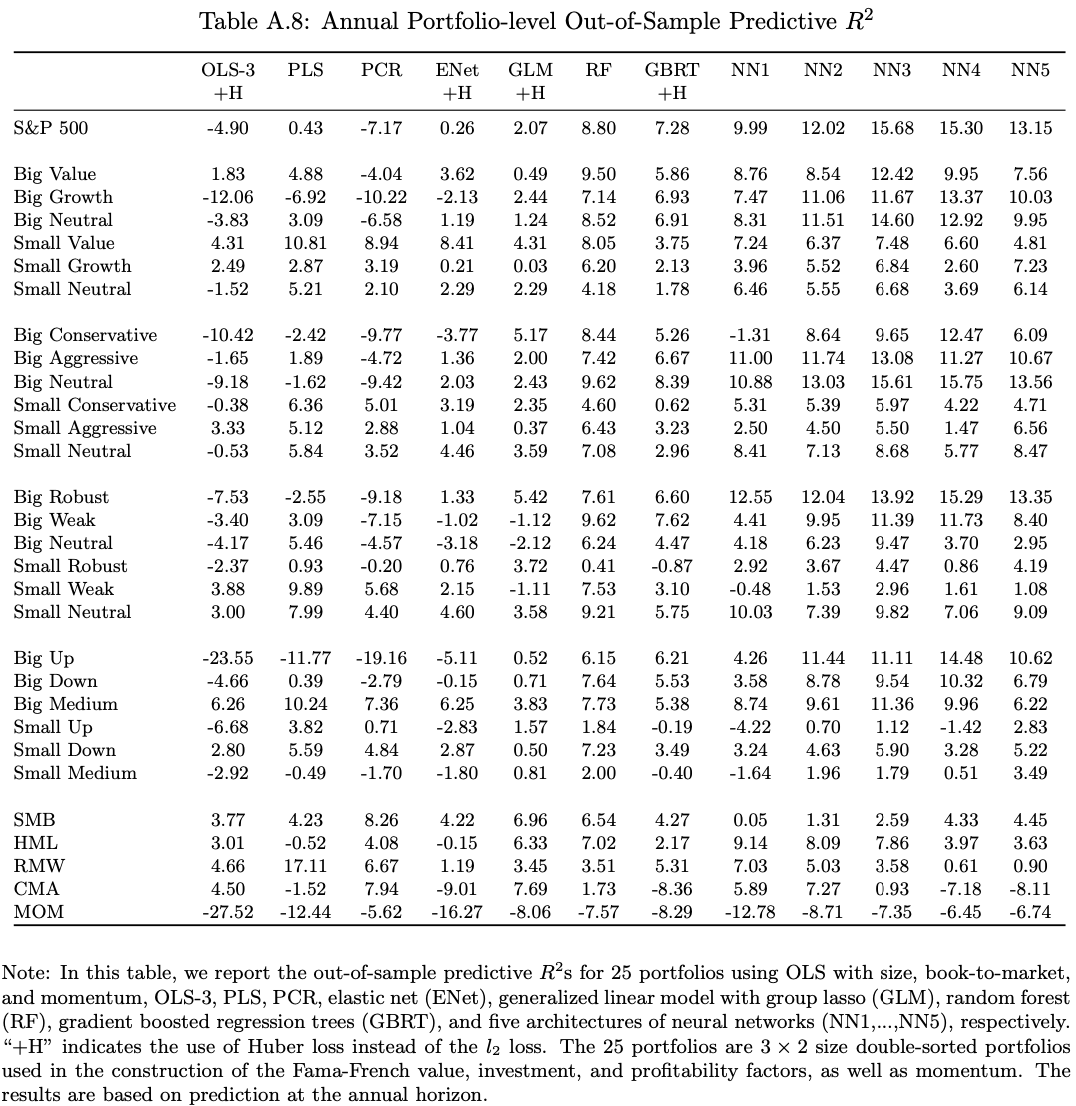 Table A.8: Annual Portfolio-level Out-of-Sample Predictive R²
OLS-3 PLS PCR ENet GLM RF GBRT NN1 NN2 NN3 NN4 NN5
+H +H +H +H
S&P 500 -4.90 0.43 -7.17 0.26 2.07 8.80 7.28 9.99 12.02 15.68 15.30 13.15
Big Value 1.83 4.88 -4.04 3.62 0.49 9.50 5.86 8.76 8.54 12.42 9.95 7.56
Big Growth -12.06 -6.92 -10.22 -2.13 2.44 7.14 6.93 7.47 11.06 11.67 13.37 10.03
Big Neutral -3.83 3.09 -6.58 1.19 1.24 8.52 6.91 8.31 11.51 14.60 12.92 9.95
Small Value 4.31 10.81 8.94 8.41 4.31 8.05 3.75 7.24 6.37 7.48 6.60 4.81
Small Growth 2.49 2.87 3.19 0.21 0.03 6.20 2.13 3.96 5.52 6.84 2.60 7.23
Small Neutral -1.52 5.21 2.10 2.29 2.29 4.18 1.78 6.46 5.55 6.68 3.69 6.14
Big Conservative -10.42 -2.42 -9.77 -3.77 5.17 8.44 5.26 -1.31 8.64 9.65 12.47 6.09
Big Aggressive -1.65 1.89 -4.72 1.36 2.00 7.42 6.67 11.00 11.74 13.08 11.27 10.67
Big Neutral -9.18 -1.62 -9.42 2.03 2.43 9.62 8.39 10.88 13.03 15.61 15.75 13.56
Small Conservative -0.38 6.36 5.01 3.19 2.35 4.60 0.62 5.31 5.39 5.97 4.22 4.71
Small Aggressive 3.33 5.12 2.88 1.04 0.37 6.43 3.23 2.50 4.50 5.50 1.47 6.56
Small Neutral -0.53 5.84 3.52 4.46 3.59 7.08 2.96 8.41 7.13 8.68 5.77 8.47
Big Robust -7.53 -2.55 -9.18 1.33 5.42 7.61 6.60 12.55 12.04 13.92 15.29 13.35
Big Weak -3.40 3.09 -7.15 -1.02 -1.12 9.62 7.62 4.41 9.95 11.39 11.73 8.40
Big Neutral -4.17 5.46 -4.57 -3.18 -2.12 6.24 4.47 4.18 6.23 9.47 3.70 2.95
Small Robust -2.37 0.93 -0.20 0.76 3.72 0.41 -0.87 2.92 3.67 4.47 0.86 4.19
Small Weak 3.88 9.89 5.68 2.15 -1.11 7.53 3.10 -0.48 1.53 2.96 1.61 1.08
Small Neutral 3.00 7.99 4.40 4.60 3.58 9.21 5.75 10.03 7.39 9.82 7.06 9.09
Big Up -23.55 -11.77 -19.16 -5.11 0.52 6.15 6.21 4.26 11.44 11.11 14.48 10.62
Big Down -4.66 0.39 -2.79 -0.15 0.71 7.64 5.53 3.58 8.78 9.54 10.32 6.79
Big Medium 6.26 10.24 7.36 6.25 3.83 7.73 5.38 8.74 9.61 11.36 9.96 6.22
Small Up -6.68 3.82 0.71 -2.83 1.57 1.84 -0.19 -4.22 0.70 1.12 -1.42 2.83
Small Down 2.80 5.59 4.84 2.87 0.50 7.23 3.49 3.24 4.63 5.90 3.28 5.22
Small Medium -2.92 -0.49 -1.70 -1.80 0.81 2.00 -0.40 -1.64 1.96 1.79 0.51 3.49
SMB 3.77 4.23 8.26 4.22 6.96 6.54 4.27 0.05 1.31 2.59 4.33 4.45
HML 3.01 -0.52 4.08 -0.15 6.33 7.02 2.17 9.14 8.09 7.86 3.97 3.63
RMW 4.66 17.11 6.67 1.19 3.45 3.51 5.31 7.03 5.03 3.58 0.61 0.90
CMA 4.50 -1.52 7.94 -9.01 7.69 1.73 -8.36 5.89 7.27 0.93 -7.18 -8.11
MOM -27.52 -12.44 -5.62 -16.27 -8.06 -7.57 -8.29 -12.78 -8.71 -7.35 -6.45 -6.74
Note: In this table, we report the out-of-sample predictive R²s for 25 portfolios using OLS with size, book-to-market,
and momentum, OLS-3, PLS, PCR, elastic net (ENet), generalized linear model with group lasso (GLM), random forest
(RF), gradient boosted regression trees (GBRT), and five architectures of neural networks (NN1,...,NN5), respectively.
“+H” indicates the use of Huber loss instead of the l₂ loss. The 25 portfolios are 3 × 2 size double-sorted portfolios
used in the construction of the Fama-French value, investment, and profitability factors, as well as momentum. The
results are based on prediction at the annual horizon.